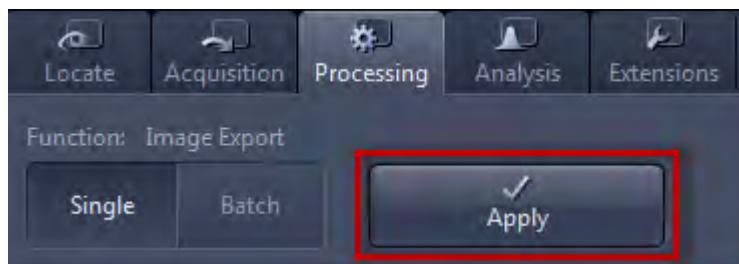 Locate Acquisition Processing Analysis Extensions
Function: Image Export
Single Batch Apply